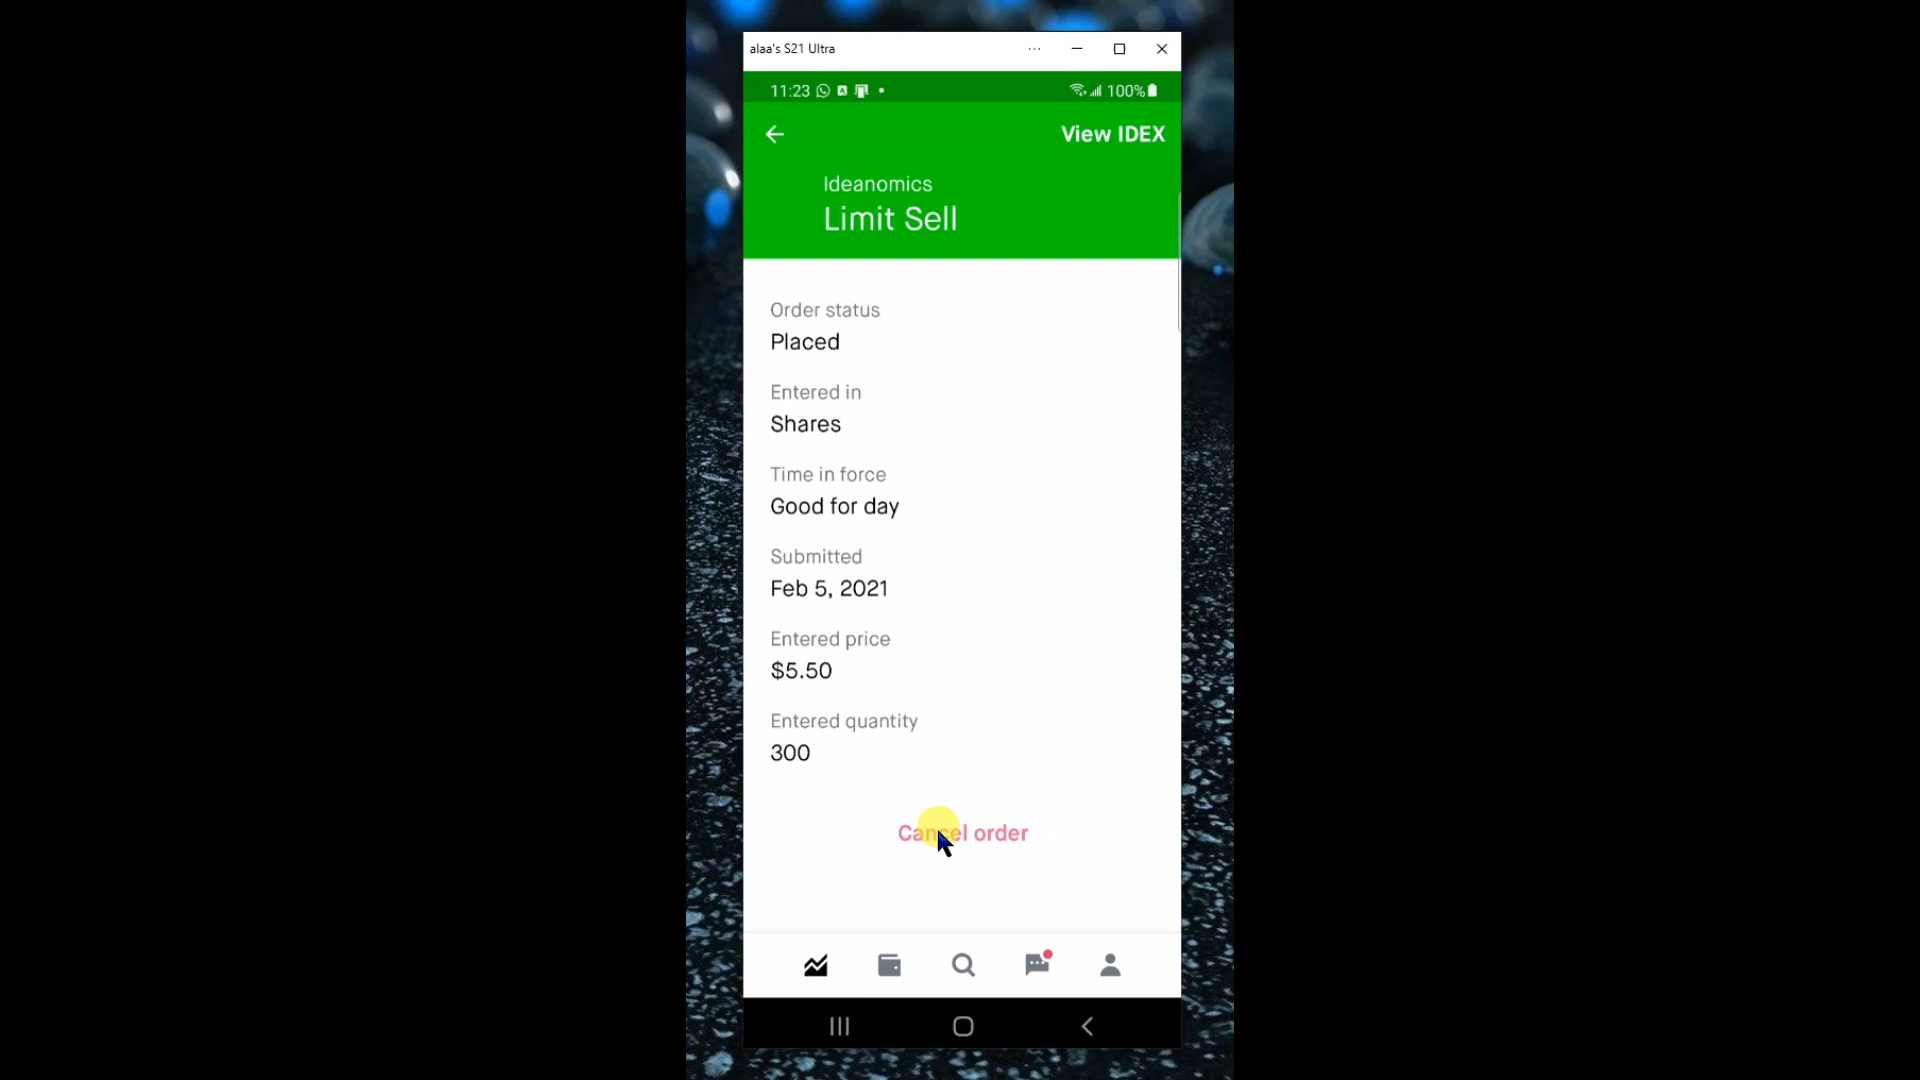 alaa's S21 Ultra
11:23
100%
View IDEX
Ideanomics
Limit Sell
Order status
Placed
Entered in
Shares
Time in force
Good for day
Submitted
Feb 5, 2021
Entered price
$5.50
Entered quantity
300
Cancel order